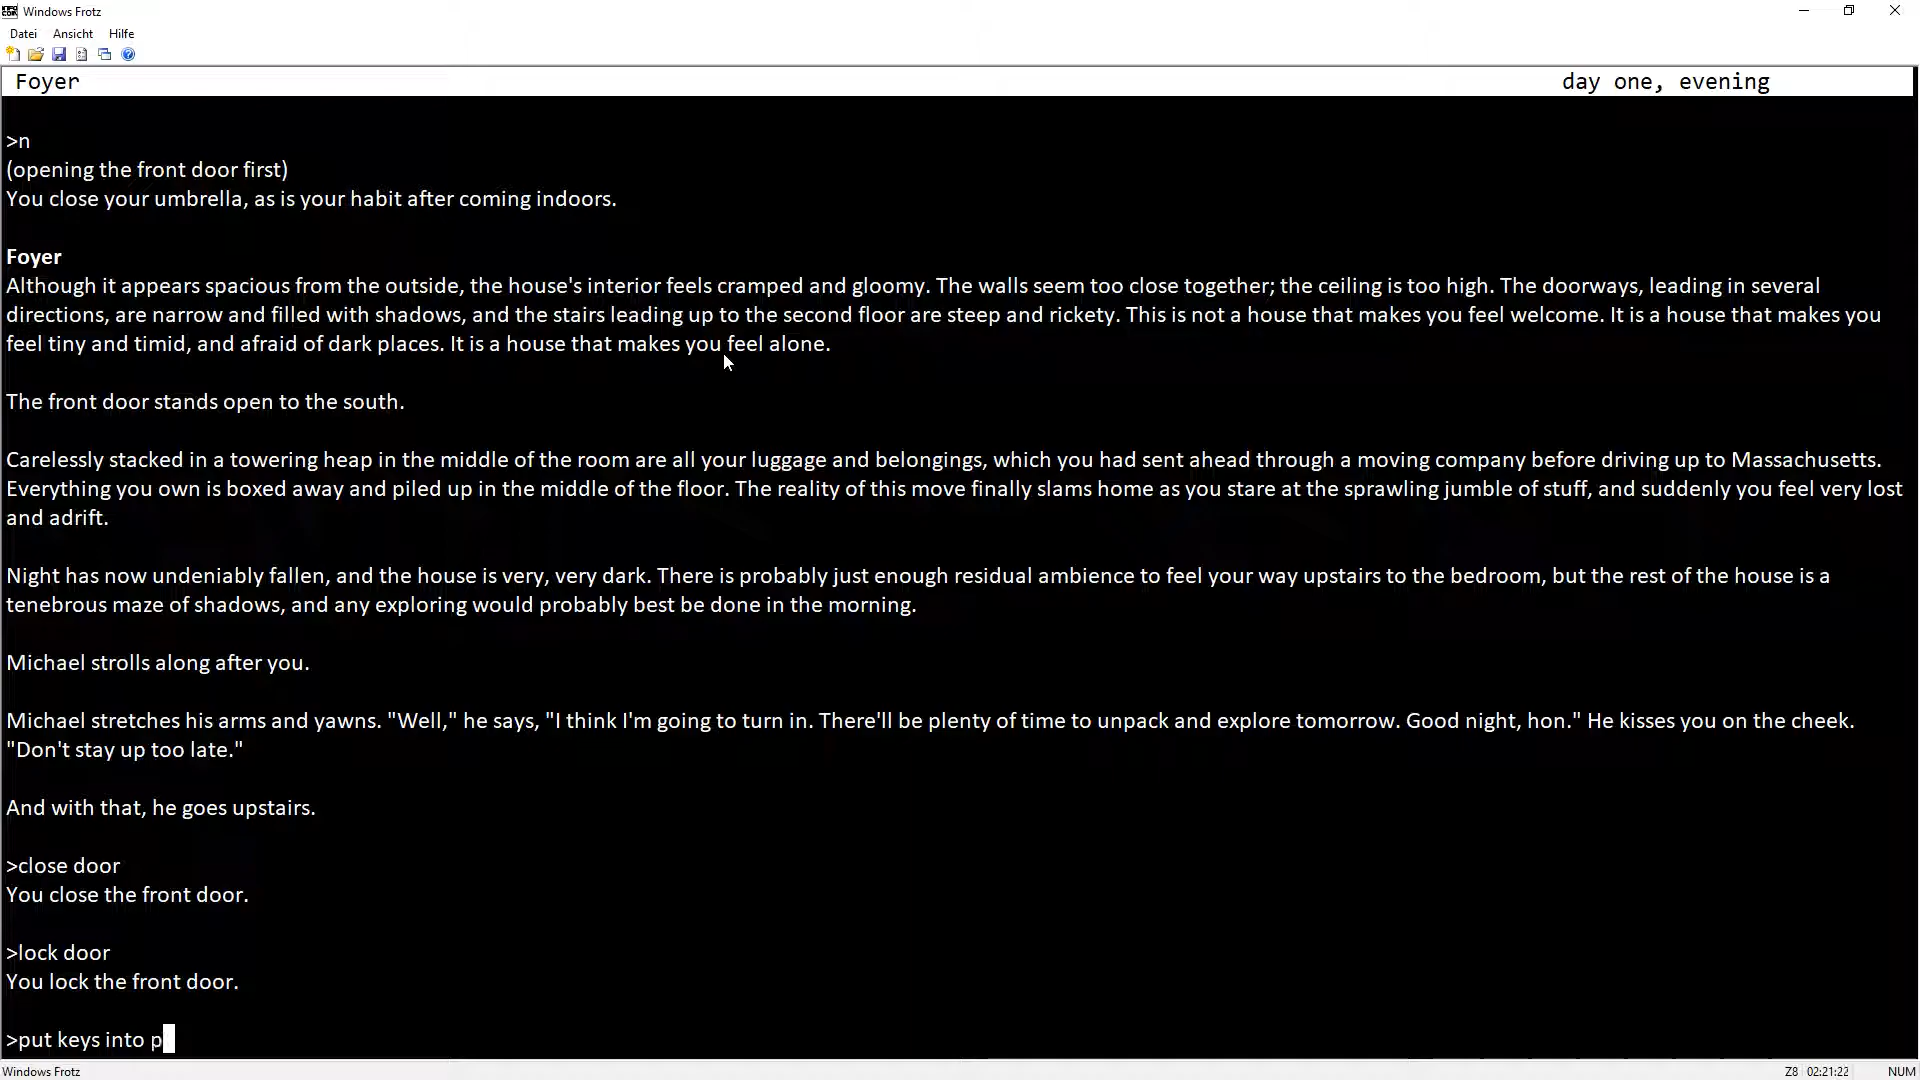 Windows Frotz
Datei Ansicht Hilfe
Foyer day one, evening
>n
(opening the front door first)
You close your umbrella, as is your habit after coming indoors.
Foyer
Although it appears spacious from the outside, the house's interior feels cramped and gloomy. The walls seem too close together; the ceiling is too high. The doorways, leading in several
directions, are narrow and filled with shadows, and the stairs leading up to the second floor are steep and rickety. This is not a house that makes you feel welcome. It is a house that makes you
feel tiny and timid, and afraid of dark places. It is a house that makes you feel alone.
The front door stands open to the south.
Carelessly stacked in a towering heap in the middle of the room are all your luggage and belongings, which you had sent ahead through a moving company before driving up to Massachusetts.
Everything you own is boxed away and piled up in the middle of the floor. The reality of this move finally slams home as you stare at the sprawling jumble of stuff, and suddenly you feel very lost
and adrift.
Night has now undeniably fallen, and the house is very, very dark. There is probably just enough residual ambience to feel your way upstairs to the bedroom, but the rest of the house is a
tenebrous maze of shadows, and any exploring would probably best be done in the morning.
Michael strolls along after you.
Michael stretches his arms and yawns. "Well," he says, "I think I'm going to turn in. There'll be plenty of time to unpack and explore tomorrow. Good night, hon." He kisses you on the cheek.
"Don't stay up too late."
And with that, he goes upstairs.
>close door
You close the front door.
>lock door
You lock the front door.
>put keys into p
Windows Frotz Z8 02:21:22 NUM